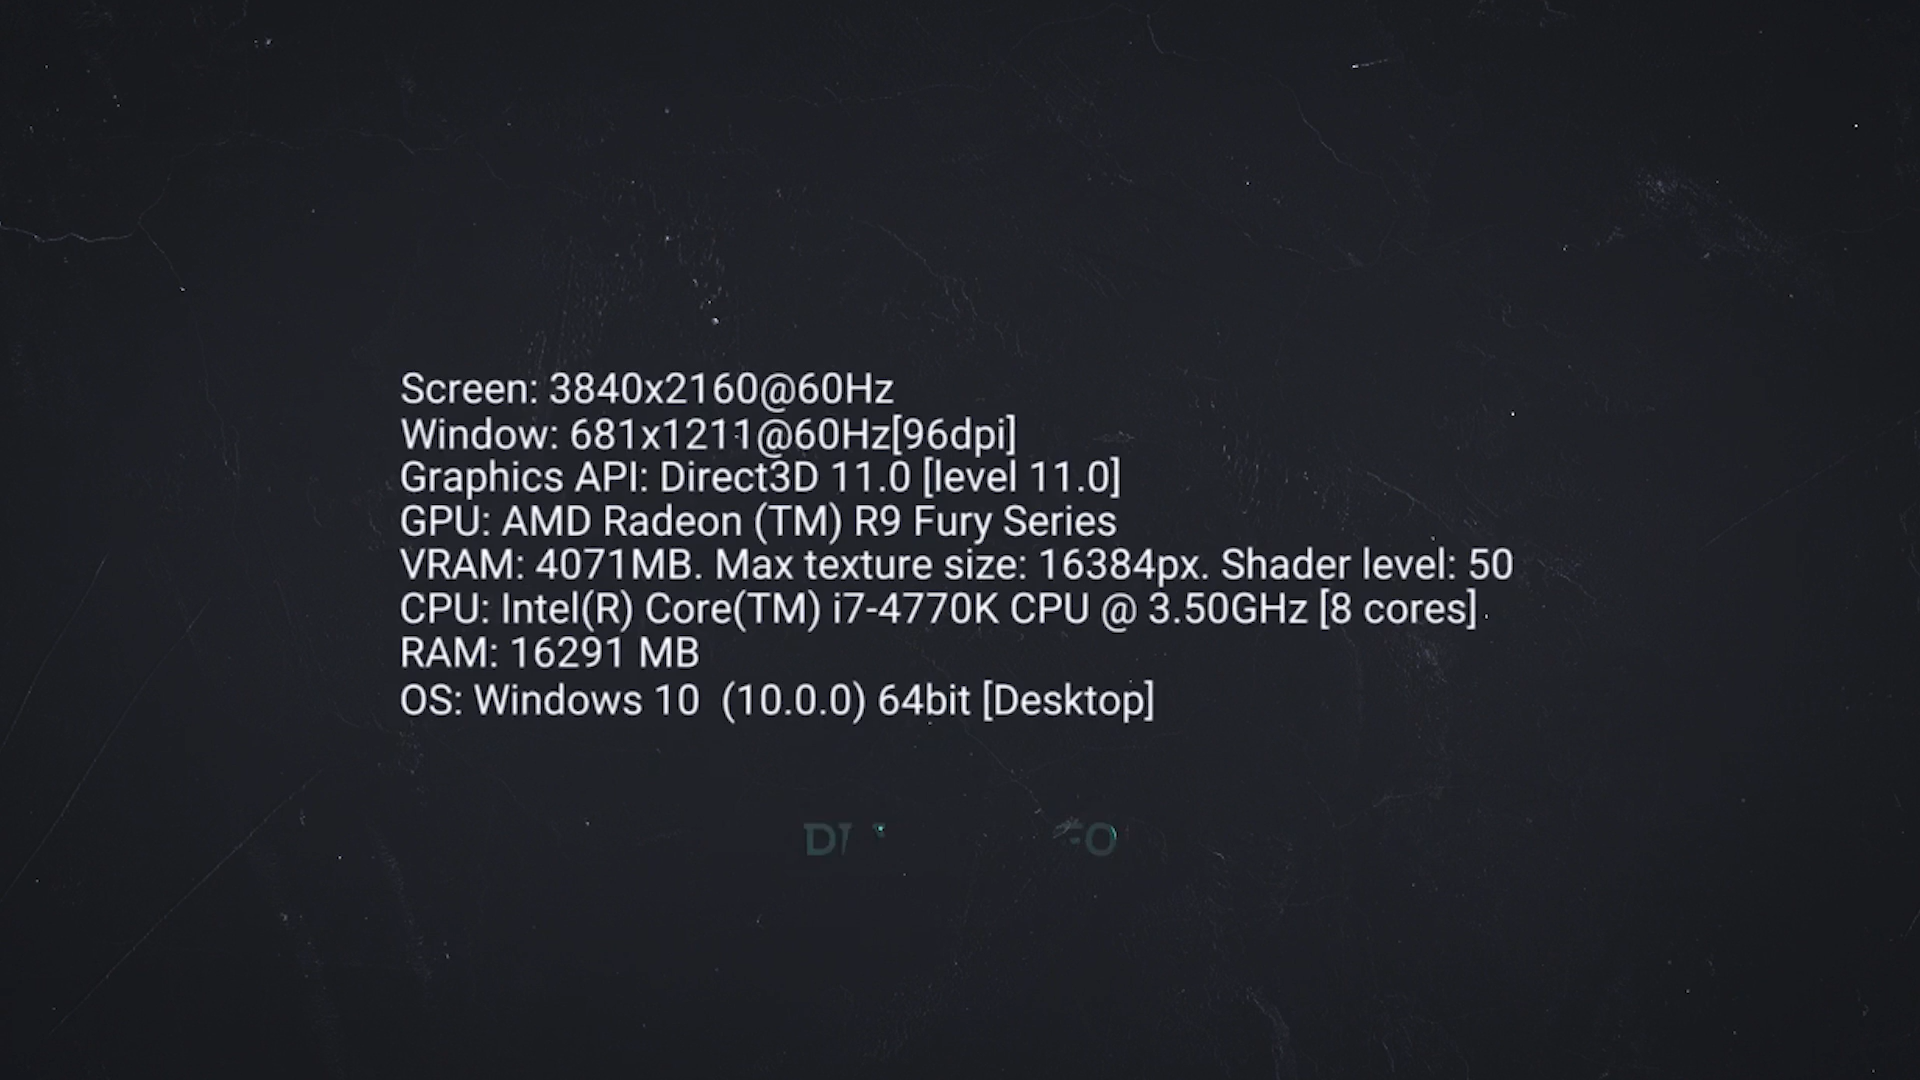 Screen: 3840x2160@60Hz
Window: 681x1211@60Hz[96dpi]
Graphics API: Direct3D 11.0 [level 11.0]
GPU: AMD Radeon (TM) R9 Fury Series
VRAM: 4071MB. Max texture size: 16384px. Shader level: 50
CPU: Intel(R) Core(TM) i7-4770K CPU @ 3.50GHz [8 cores]
RAM: 16291 MB
OS: Windows 10  (10.0.0) 64bit [Desktop]